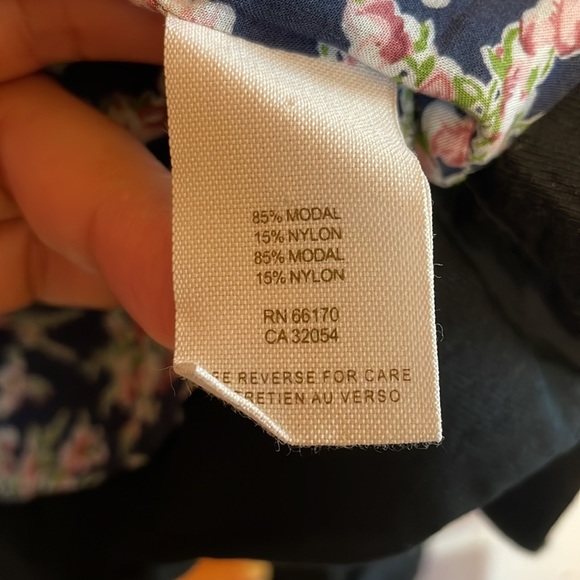 85% MODAL
15% NYLON
85% MODAL
15% NYLON
RN 66170
CA 32054
REVERSE FOR CARE
AU VERSO